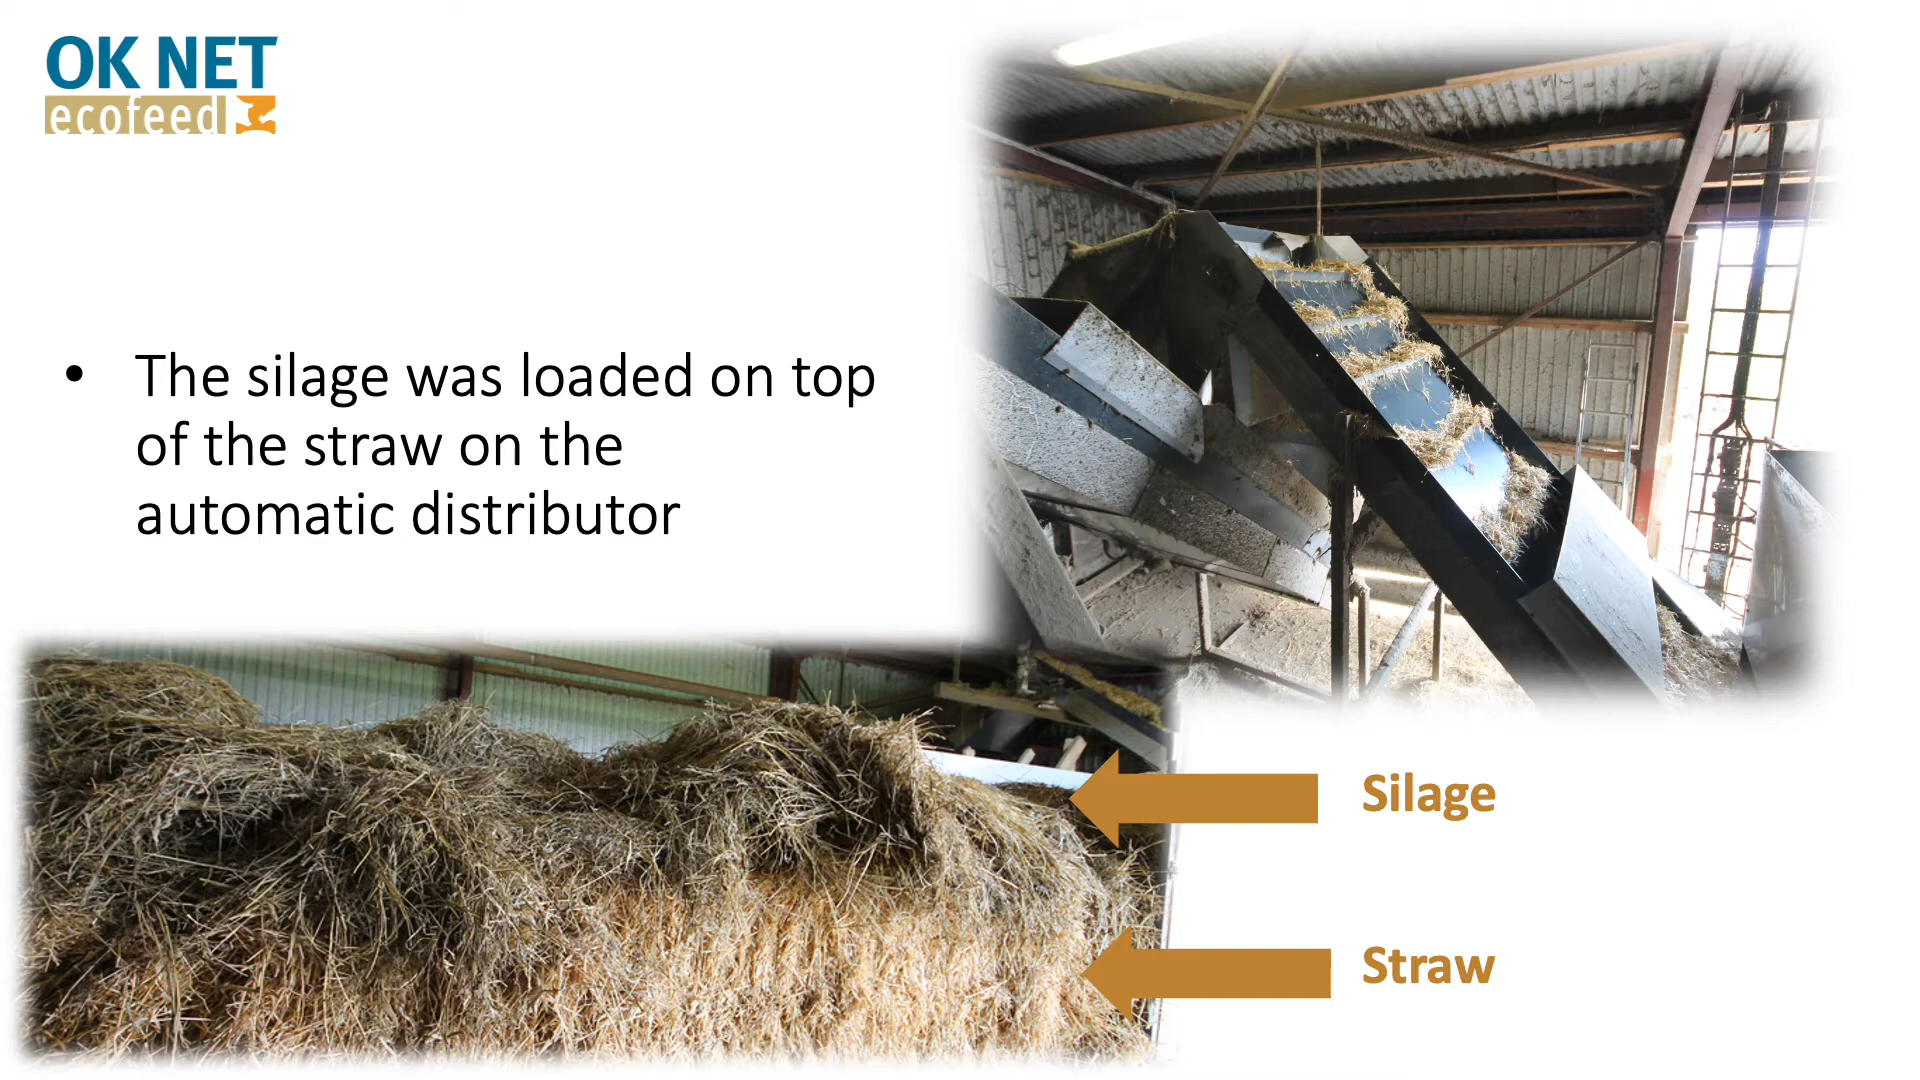 OK NET
ecofeed
• The silage was loaded on top
of the straw on the
automatic distributor
Silage
Straw